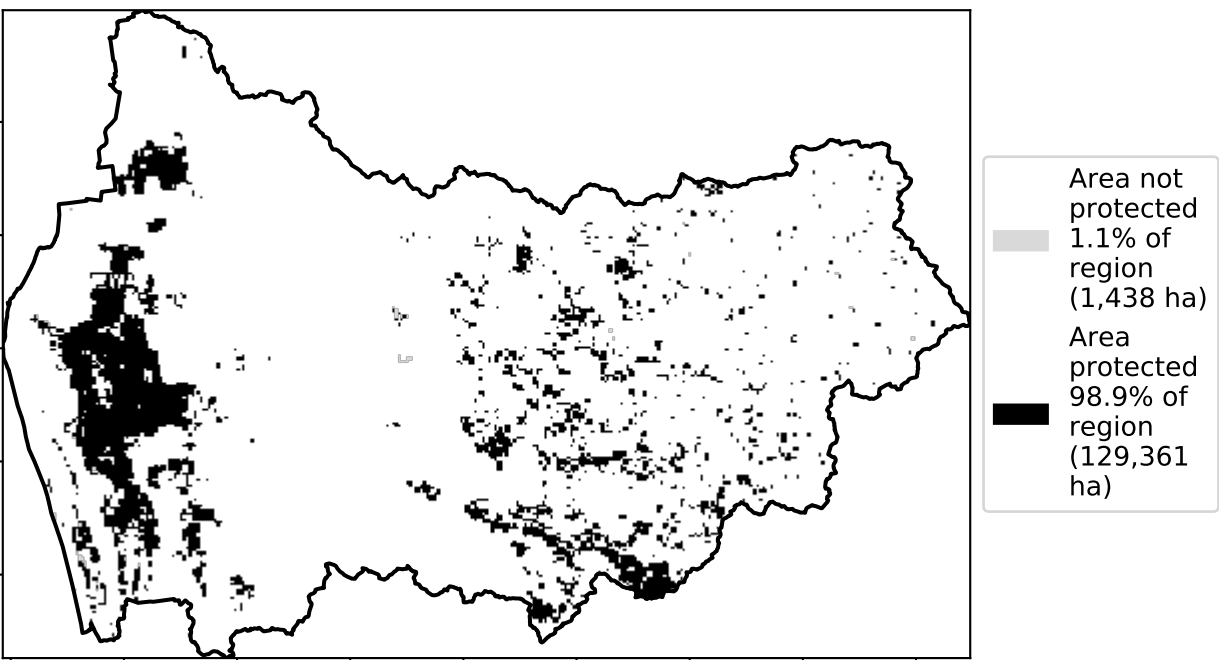 Area not
protected
1.1% of
region
(1,438 ha)
Area
protected
98.9% of
region
(129,361
ha)